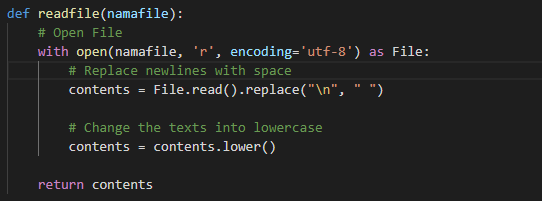 def readfile(namafile):
    # Open File
    with open(namafile, 'r', encoding='utf-8') as File:
        # Replace newlines with space
        contents = File.read().replace("\n", " ")

        # Change the texts into lowercase
        contents = contents.lower()

    return contents